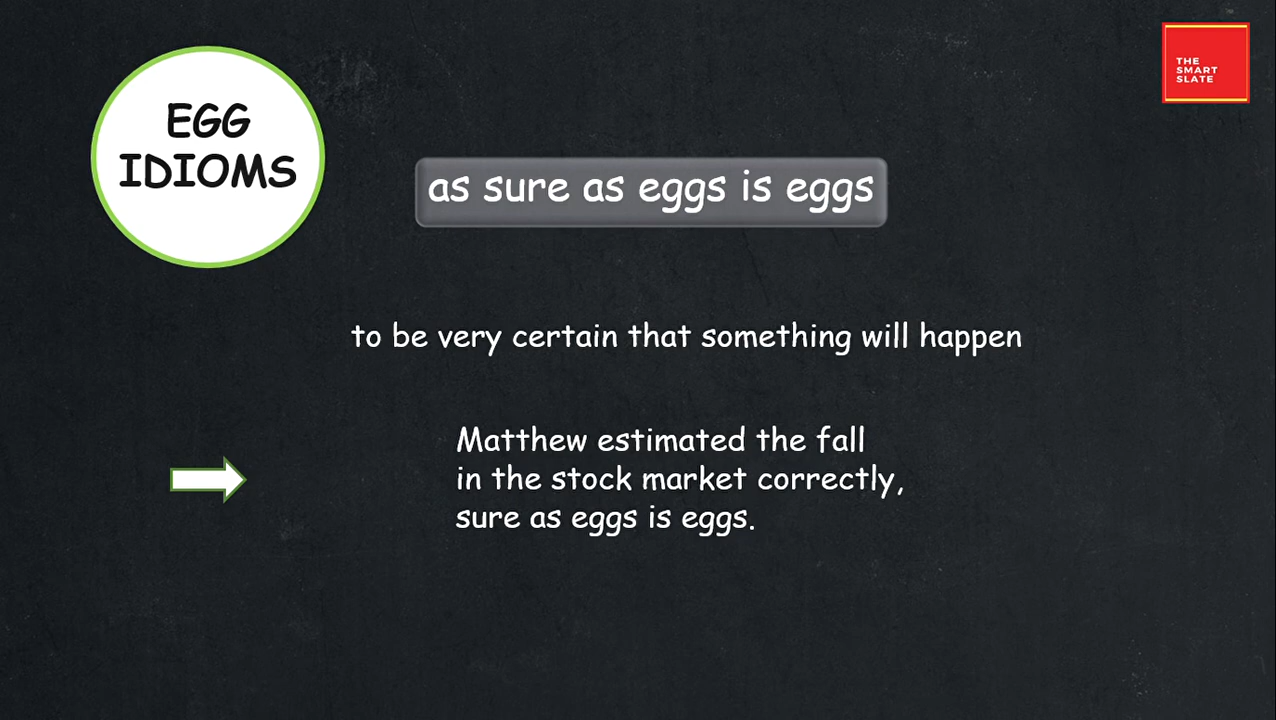 EGG
IDIOMS
THE
SMART
SLATE
as sure as eggs is eggs
to be very certain that something will happen
Matthew estimated the fall
in the stock market correctly,
sure as eggs is eggs.